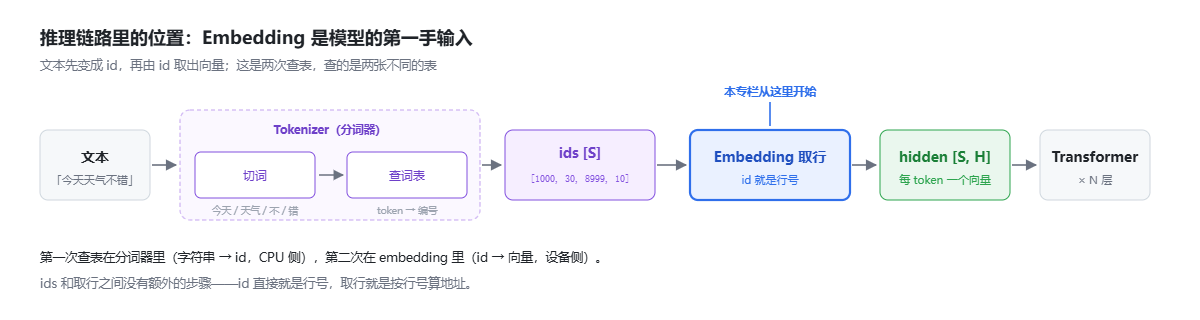 推理链路里的位置：Embedding 是模型的第一手输入
文本先变成 id，再由 id 取出向量；这是两次查表，查的是两张不同的表
本专栏从这里开始
Tokenizer（分词器）
文本
「今天天气不错」
切词
今天 / 天气 / 不 / 错
查词表
token → 编号
ids [S]
[1000, 30, 8999, 10]
Embedding 取行
id 就是行号
hidden [S, H]
每 token 一个向量
Transformer
× N 层
第一次查表在分词器里（字符串 → id，CPU 侧），第二次在 embedding 里（id → 向量，设备侧）。
ids 和取行之间没有额外的步骤——id 直接就是行号，取行就是按行号算地址。